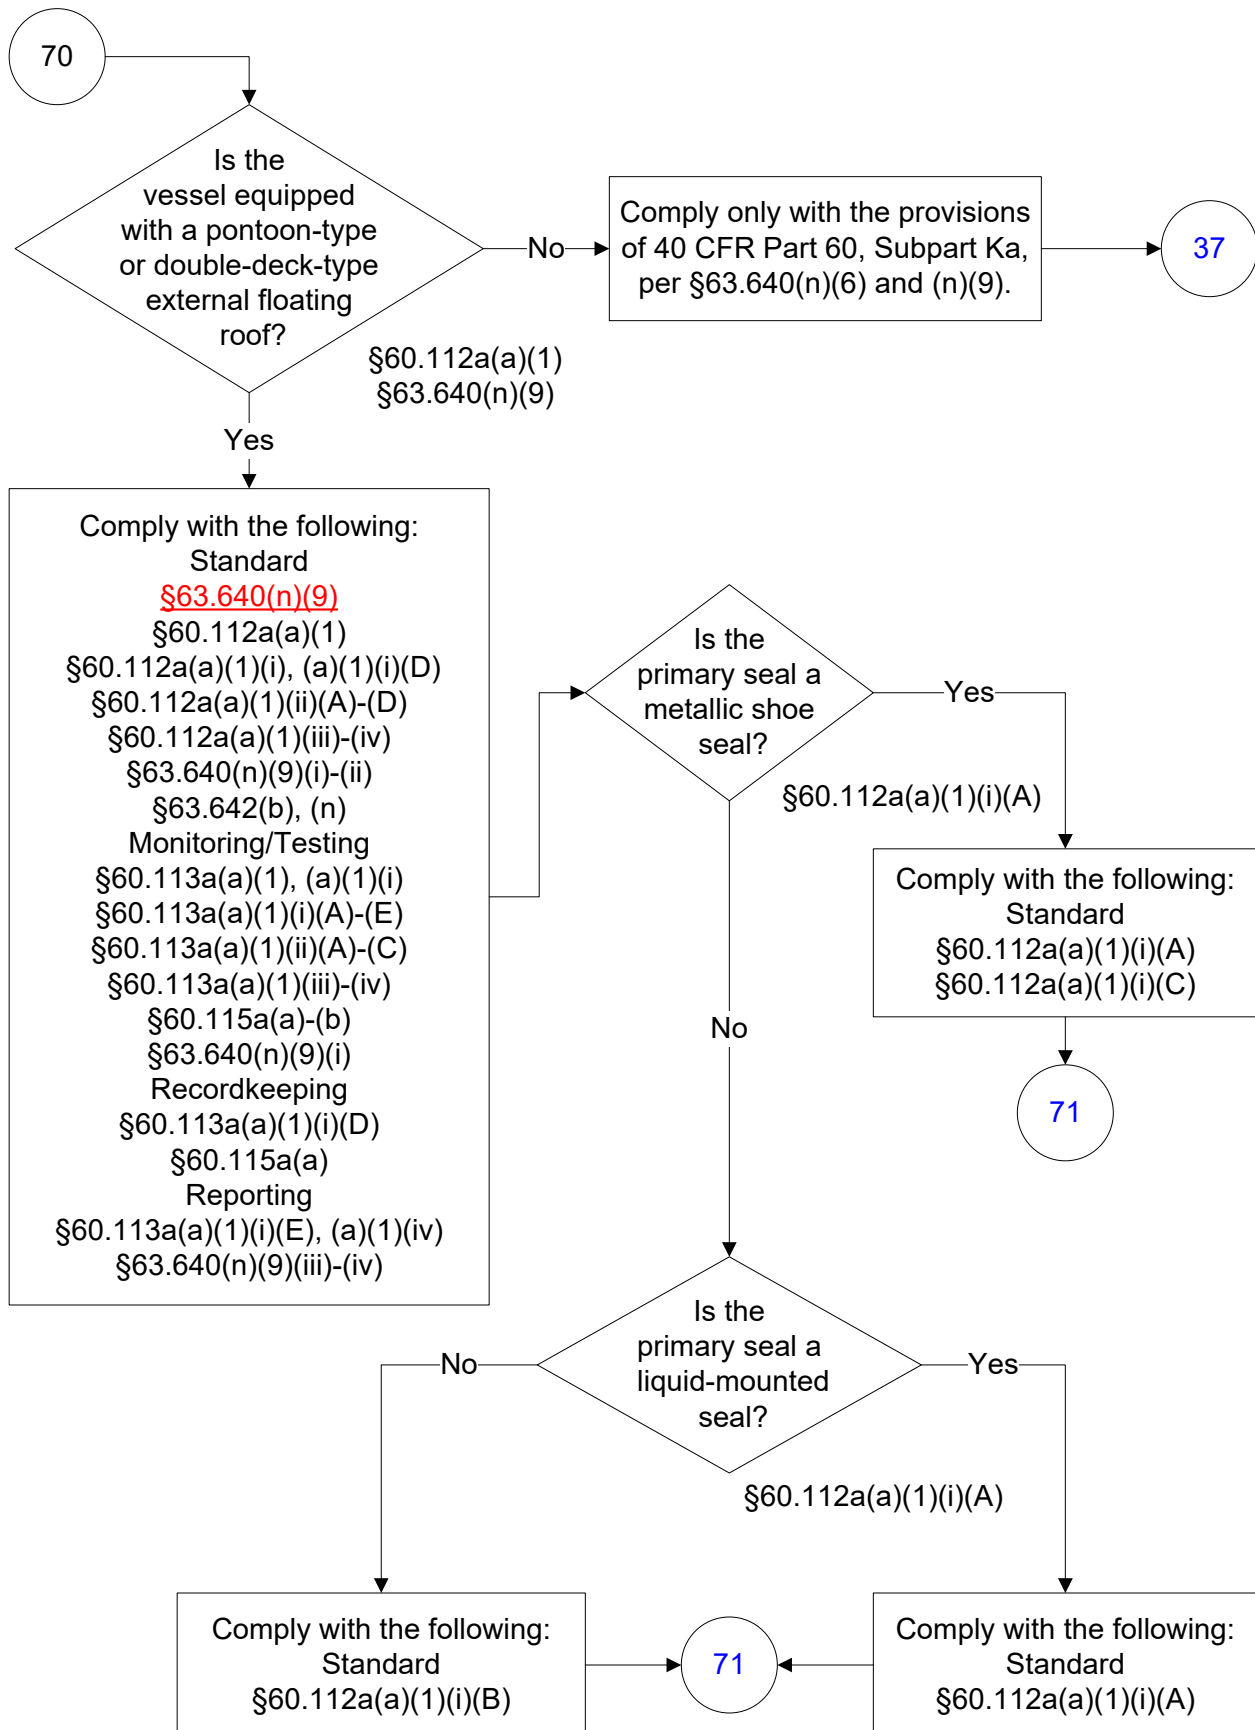 70
Is the
vessel equipped
with a pontoon-type
or double-deck-type
external floating
roof?
No
Comply only with the provisions
of 40 CFR Part 60, Subpart Ka,
per §63.640(n)(6) and (n)(9).
37
§60.112a(a)(1)
§63.640(n)(9)
Yes
Comply with the following:
Standard
§63.640(n)(9)
§60.112a(a)(1)
§60.112a(a)(1)(i), (a)(1)(i)(D)
§60.112a(a)(1)(ii)(A)-(D)
§60.112a(a)(1)(iii)-(iv)
§63.640(n)(9)(i)-(ii)
§63.642(b), (n)
Monitoring/Testing
§60.113a(a)(1), (a)(1)(i)
§60.113a(a)(1)(i)(A)-(E)
§60.113a(a)(1)(ii)(A)-(C)
§60.113a(a)(1)(iii)-(iv)
§60.115a(a)-(b)
§63.640(n)(9)(i)
Recordkeeping
§60.113a(a)(1)(i)(D)
§60.115a(a)
Reporting
§60.113a(a)(1)(i)(E), (a)(1)(iv)
§63.640(n)(9)(iii)-(iv)
Is the
primary seal a
metallic shoe
seal?
Yes
§60.112a(a)(1)(i)(A)
Comply with the following:
Standard
§60.112a(a)(1)(i)(A)
§60.112a(a)(1)(i)(C)
71
No
Is the
primary seal a
liquid-mounted
seal?
No
Yes
§60.112a(a)(1)(i)(A)
Comply with the following:
Standard
§60.112a(a)(1)(i)(B)
71
Comply with the following:
Standard
§60.112a(a)(1)(i)(A)